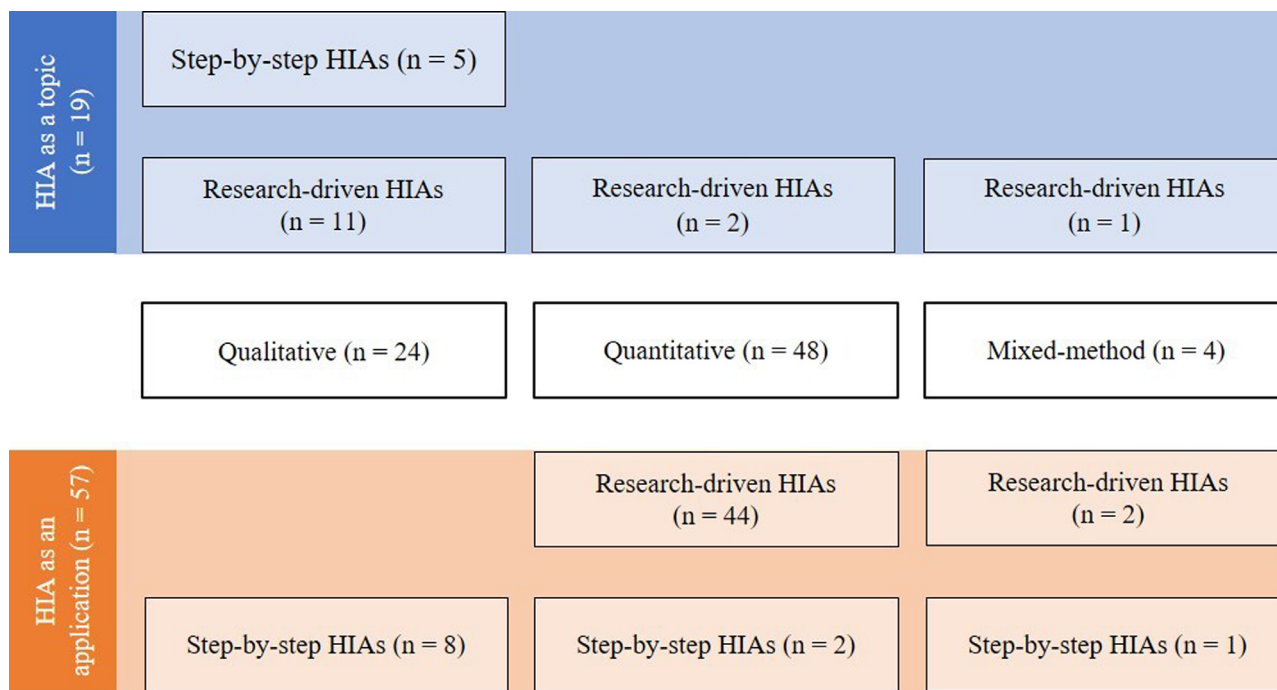 HIA as a topic
(n = 19)
Step-by-step HIAs (n = 5)
Research-driven HIAs
(n = 11)
Research-driven HIAs
(n = 2)
Research-driven HIAs
(n = 1)
Qualitative (n = 24)
Quantitative (n = 48)
Mixed-method (n = 4)
HIA as an
application (n = 57)
Research-driven HIAs
(n = 44)
Research-driven HIAs
(n = 2)
Step-by-step HIAs (n = 8)
Step-by-step HIAs (n = 2)
Step-by-step HIAs (n = 1)